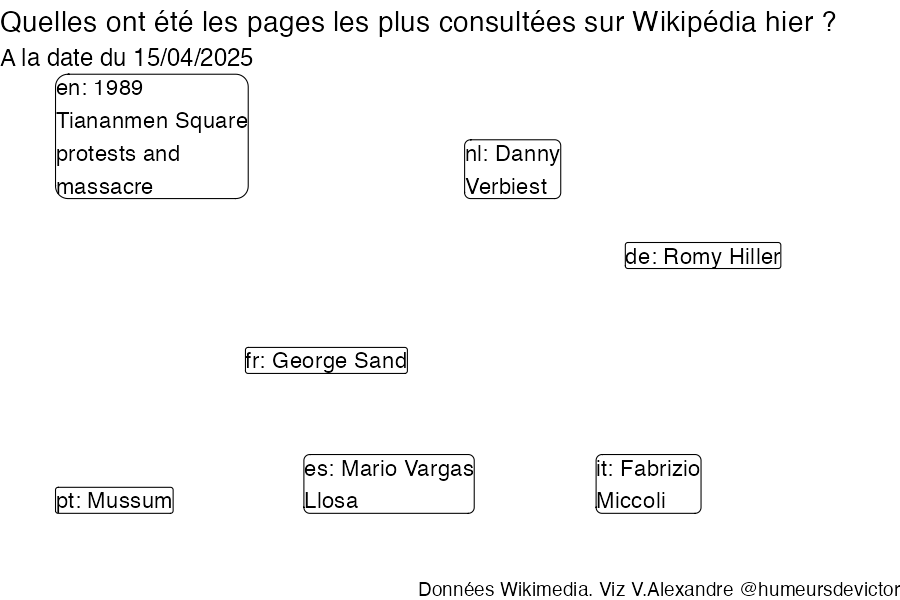 Quelles ont été les pages les plus consultées sur Wikipédia hier ?
A la date du 15/04/2025
en: 1989
Tiananmen Square
protests and
massacre
nl: Danny
Verbiest
de: Romy Hiller
fr: George Sand
es: Mario Vargas
Llosa
it: Fabrizio
Miccoli
pt: Mussum
Données Wikimedia. Viz V.Alexandre @humeursdevictor